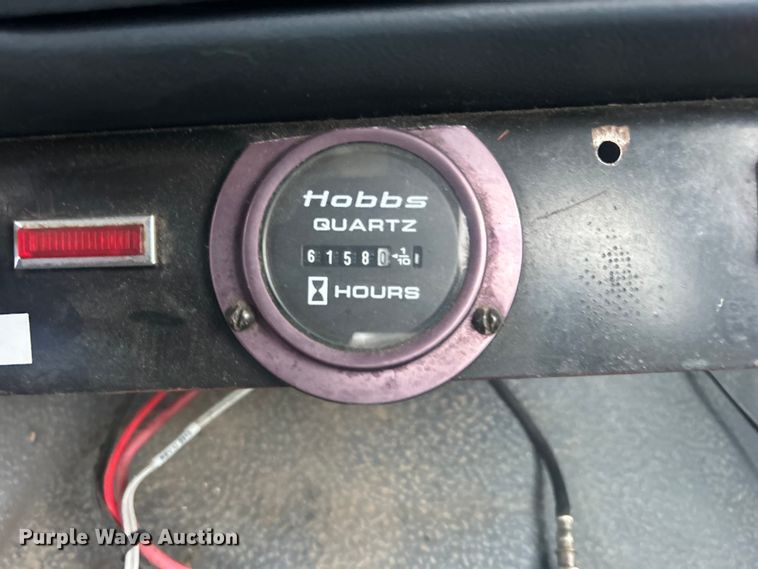 Hobbs
QUARTZ
6158 0 ◄1/10
HOURS
Purple Wave Auction